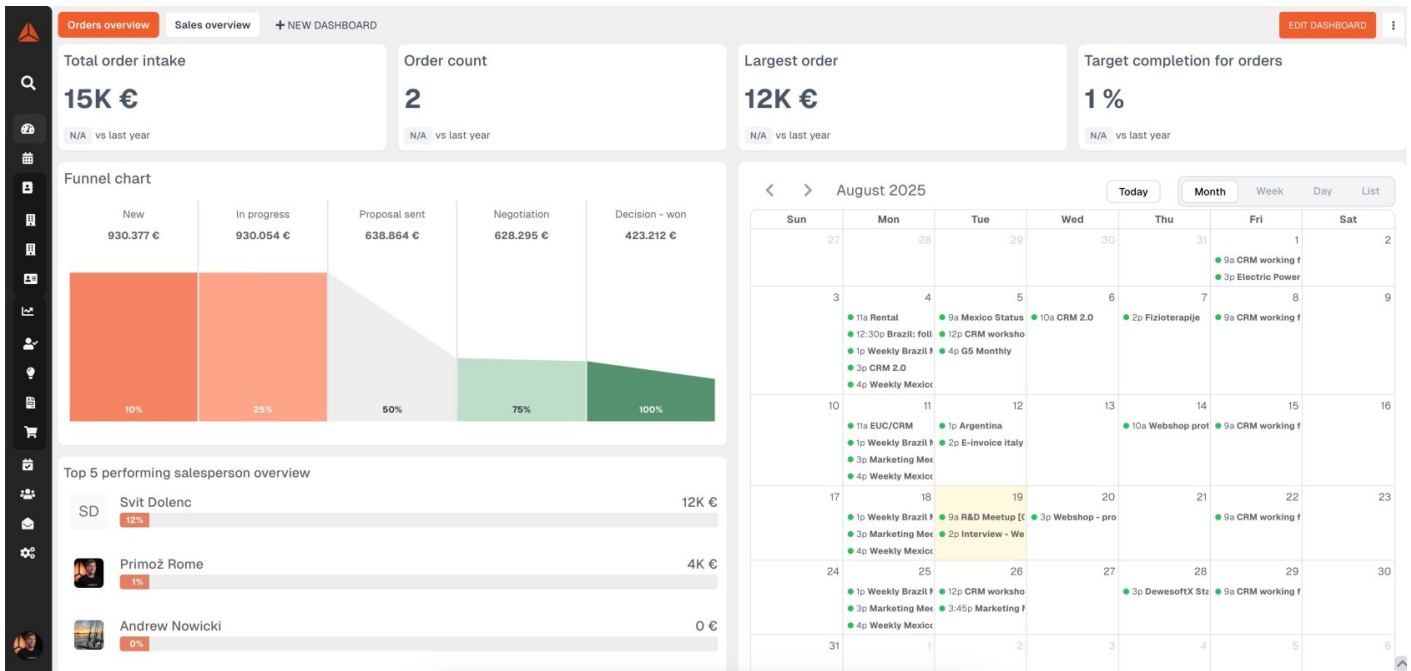 Orders overview
Sales overview
+ NEW DASHBOARD
EDIT DASHBOARD
Total order intake
15K €
N/A vs last year
Order count
2
N/A vs last year
Largest order
12K €
N/A vs last year
Target completion for orders
1 %
N/A vs last year
Funnel chart
New
930.377 €
In progress
930.054 €
Proposal sent
638.864 €
Negotiation
628.295 €
Decision - won
423.212 €
10%
25%
50%
75%
100%
Top 5 performing salesperson overview
SD
Svit Dolenc
12K €
12%
Primož Rome
4K €
1%
Andrew Nowicki
0 €
0%
August 2025
Today
Month
Week
Day
List
Sun Mon Tue Wed Thu Fri Sat
27 28 29 30 31 1 2
9a CRM working f
3p Electric Power
3 4 5 6 7 8 9
11a Rental
12:30p Brazil: foll
1p Weekly Brazil
3p CRM 2.0
4p Weekly Mexico
9a Mexico Status
12p CRM worksho
4p G5 Monthly
10a CRM 2.0
2p Fizioterapije
9a CRM working f
10 11 12 13 14 15 16
11a EUC/CRM
1p Weekly Brazil
3p Marketing Mee
4p Weekly Mexico
1p Argentina
2p E-invoice italy
10a Webshop prot
9a CRM working f
17 18 19 20 21 22 23
1p Weekly Brazil
3p Marketing Mee
4p Weekly Mexico
9a R&D Meetup
2p Interview - We
3p Webshop - pro
9a CRM working f
24 25 26 27 28 29 30
1p Weekly Brazil
3p Marketing Mee
4p Weekly Mexico
12p CRM worksho
3:45p Marketing
3p DewesoftX Sta
9a CRM working f
31 1 2 3 4 5 6